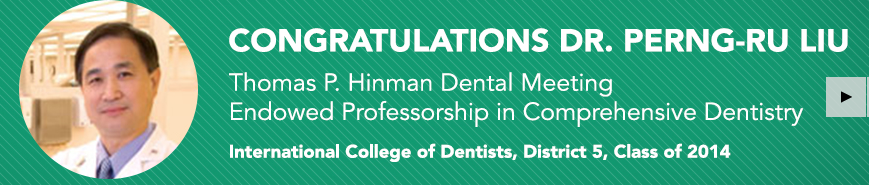 CONGRATULATIONS DR. PERNG-RU LIU
Thomas P. Hinman Dental Meeting
Endowed Professorship in Comprehensive Dentistry
International College of Dentists, District 5, Class of 2014